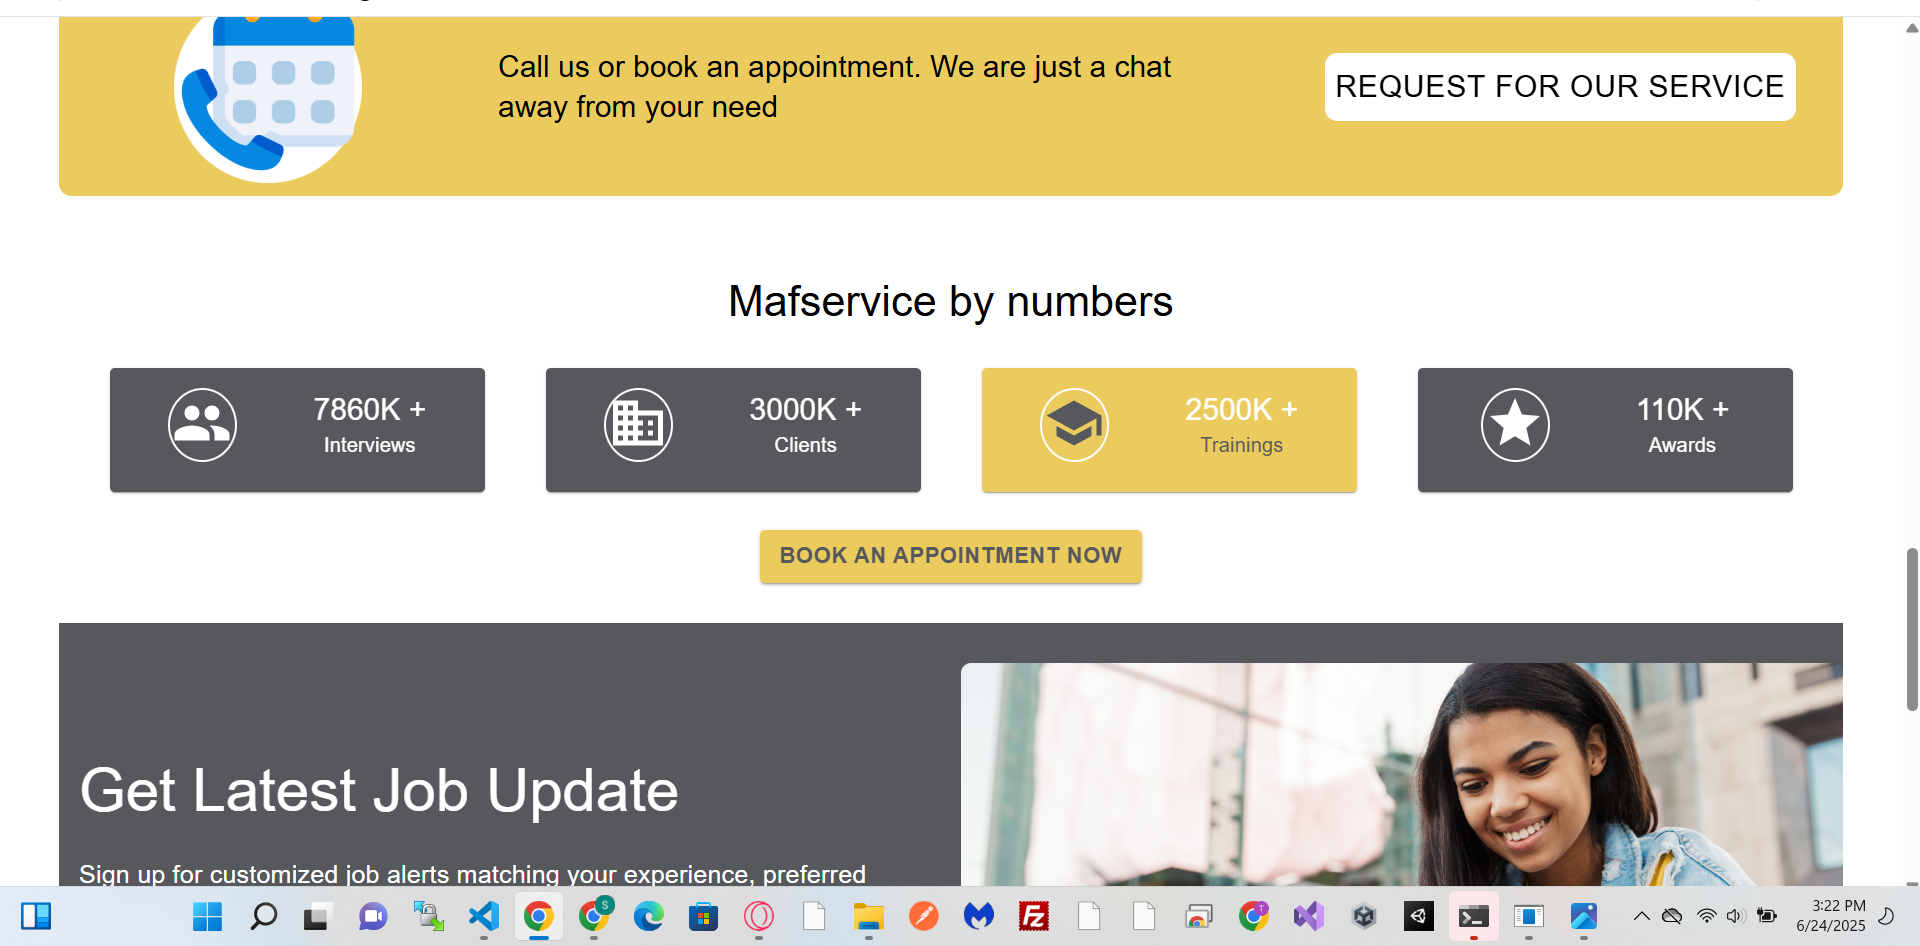 Call us or book an appointment. We are just a chat
away from your need
REQUEST FOR OUR SERVICE
Mafservice by numbers
7860K +
Interviews
3000K +
Clients
2500K +
Trainings
110K +
Awards
BOOK AN APPOINTMENT NOW
Get Latest Job Update
Sign up for customized job alerts matching your experience, preferred
S
T
3:22 PM
6/24/2025